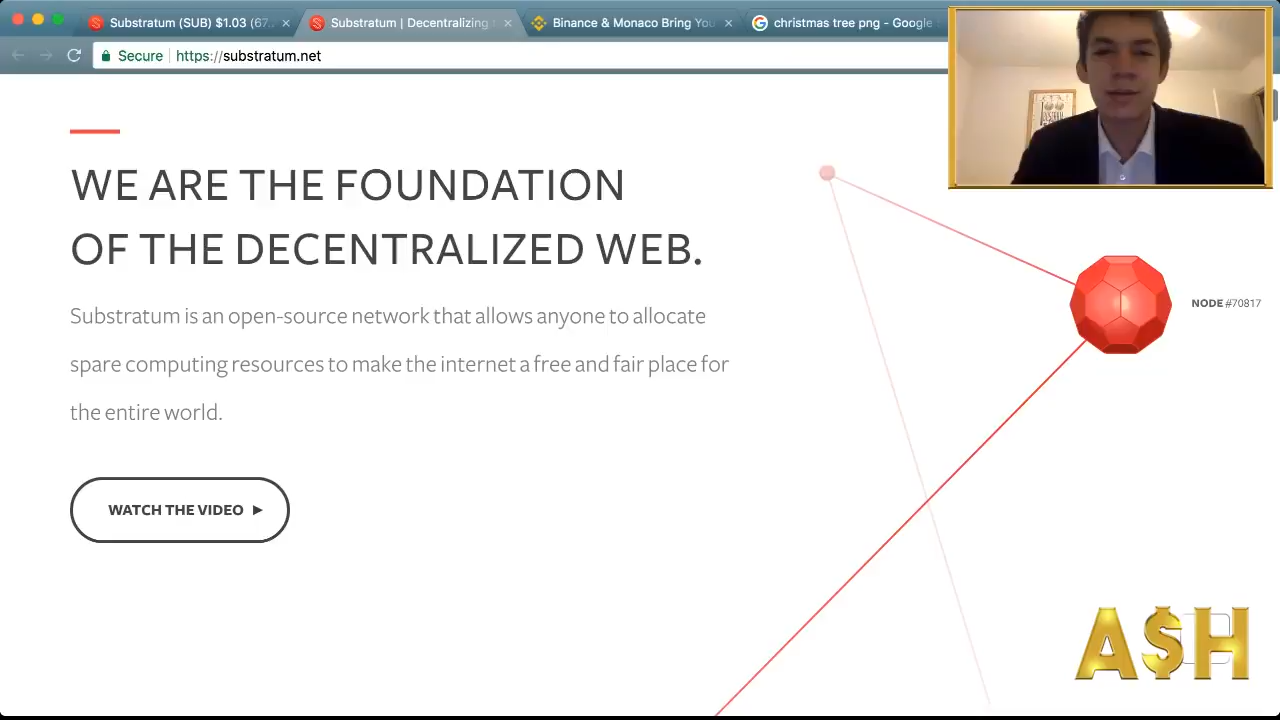 Substratum (SUB) $1.03 (67.
Substratum | Decentralizing
Binance & Monaco Bring You
christmas tree png - Google
Secure https://substratum.net
WE ARE THE FOUNDATION
OF THE DECENTRALIZED WEB.
NODE #70817
Substratum is an open-source network that allows anyone to allocate
spare computing resources to make the internet a free and fair place for
the entire world.
WATCH THE VIDEO
A$H